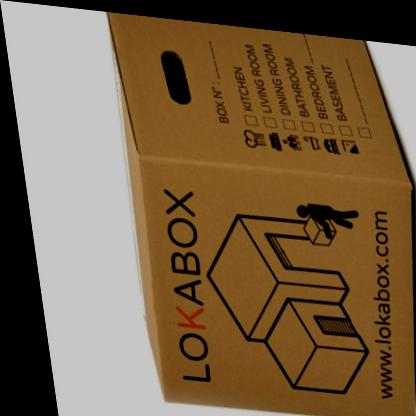 BOX N°:
KITCHEN
LIVING ROOM
DINING ROOM
BATHROOM
BEDROOM
BASEMENT
LOKABOX
www.lokabox.com